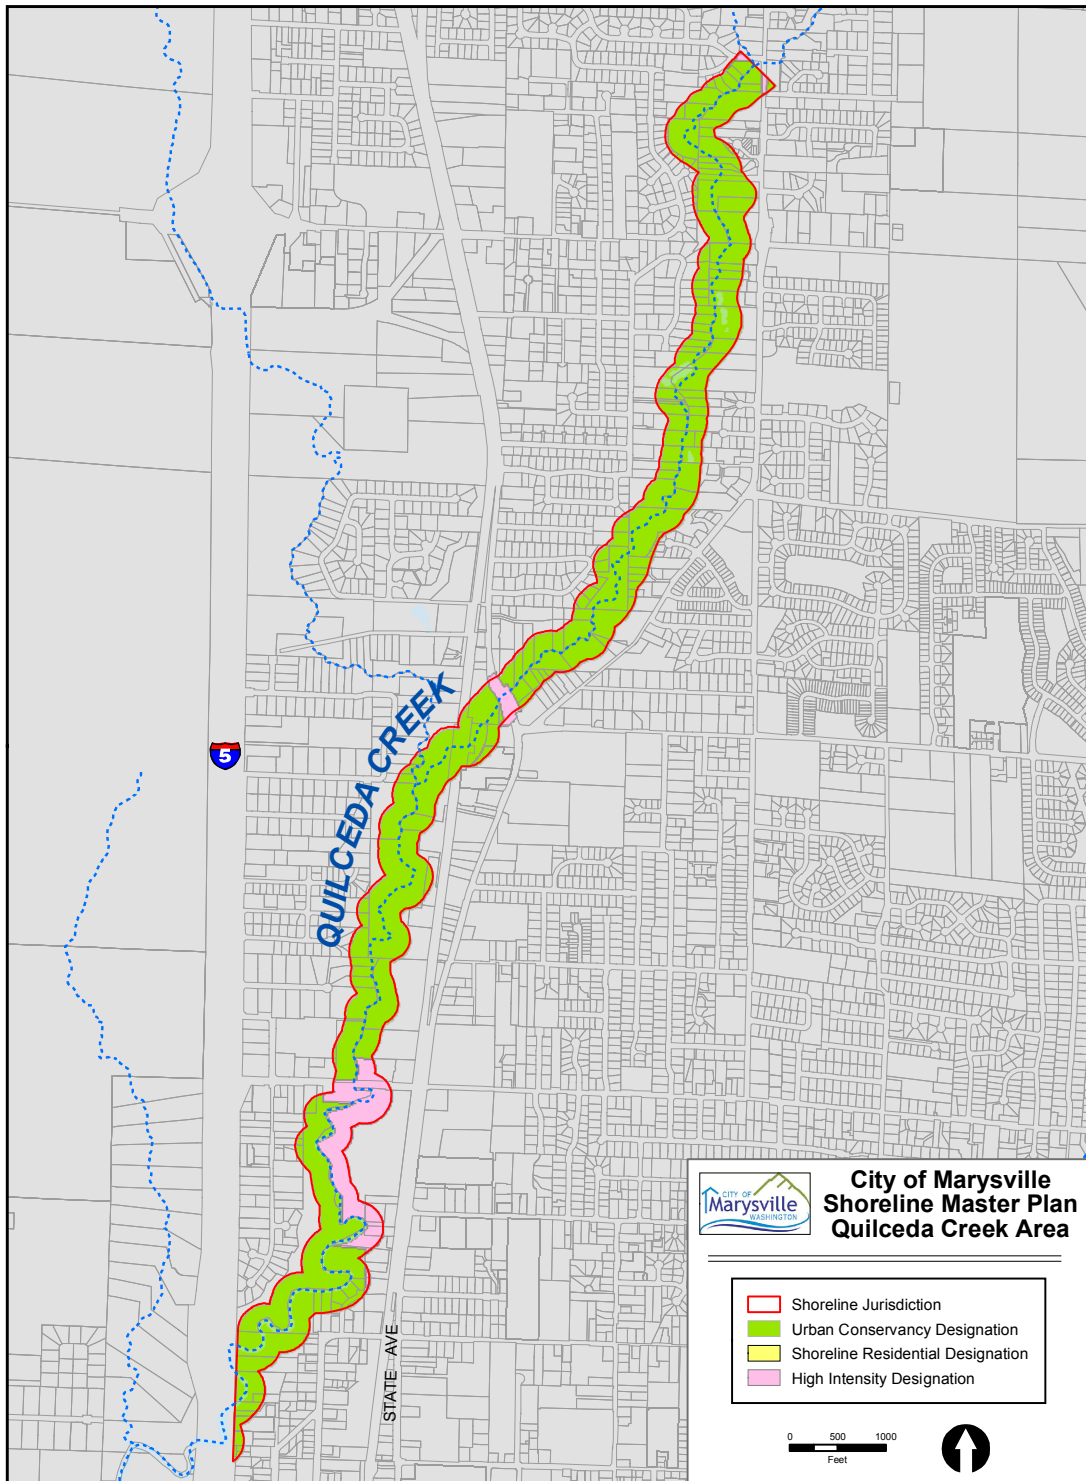 5
QUILCEDA CREEK
STATE AVE
CITY OF
Marysville
WASHINGTON
City of Marysville
Shoreline Master Plan
Quilceda Creek Area
Shoreline Jurisdiction
Urban Conservancy Designation
Shoreline Residential Designation
High Intensity Designation
0 500 1000
Feet